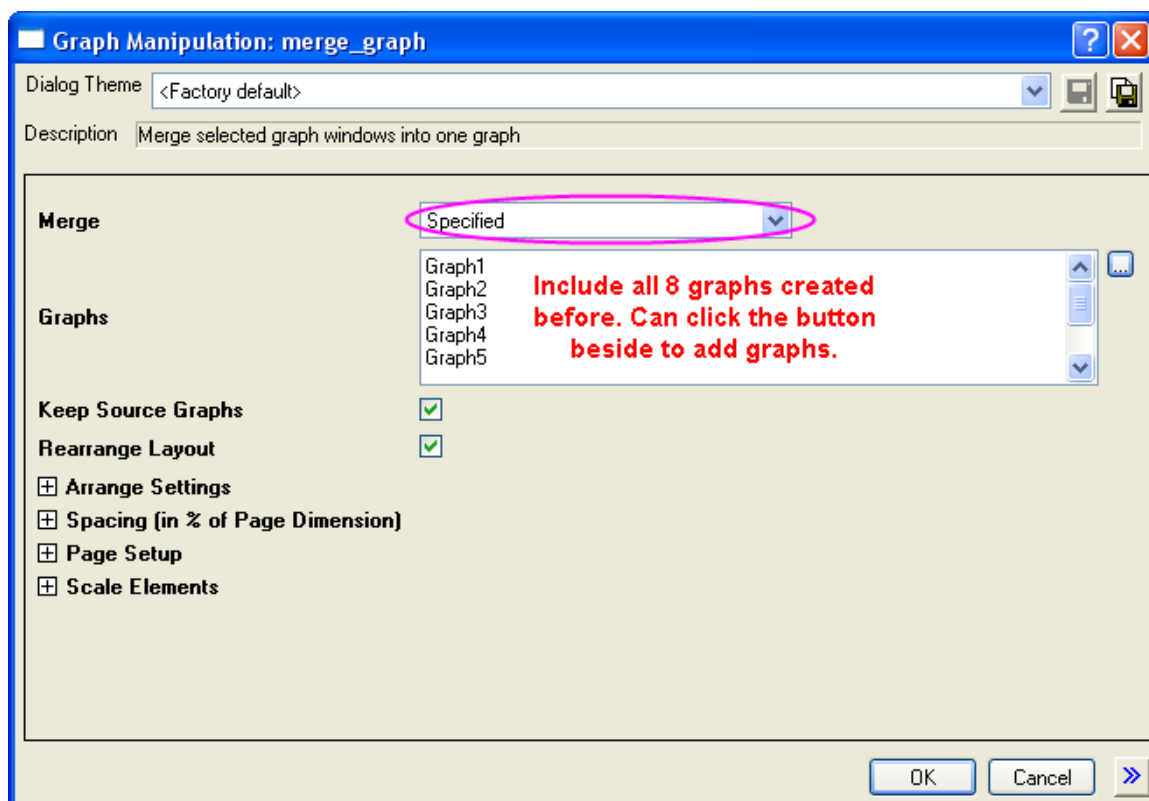 Graph Manipulation: merge_graph
Dialog Theme <Factory default>
Description Merge selected graph windows into one graph
Merge Specified
Graphs
Graph1
Graph2
Graph3
Graph4
Graph5
Include all 8 graphs created
before. Can click the button
beside to add graphs.
...
Keep Source Graphs
Rearrange Layout
Arrange Settings
Spacing (in % of Page Dimension)
Page Setup
Scale Elements
OK Cancel